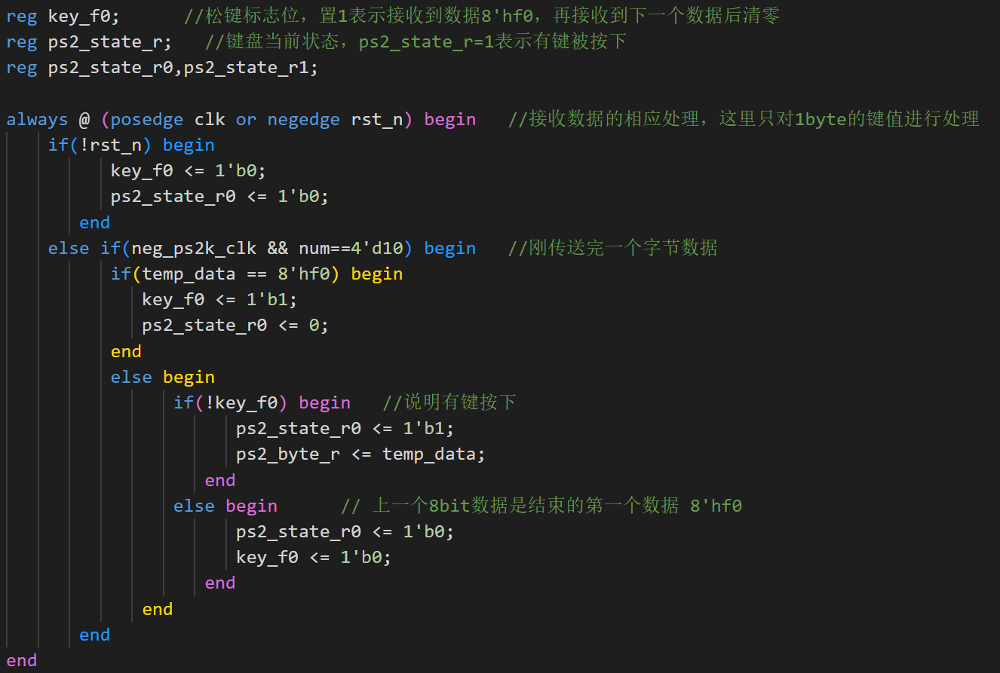 reg key_f0;      //松键标志位，置1表示接收到数据8'hf0，再接收到下一个数据后清零
reg ps2_state_r;   //键盘当前状态，ps2_state_r=1表示有键被按下
reg ps2_state_r0,ps2_state_r1;
always @ (posedge clk or negedge rst_n) begin   //接收数据的相应处理，这里只对1byte的键值进行处理
    if(!rst_n) begin
          key_f0 <= 1'b0;
          ps2_state_r0 <= 1'b0;
       end
    else if(neg_ps2k_clk && num==4'd10) begin   //刚传送完一个字节数据
          if(temp_data == 8'hf0) begin
             key_f0 <= 1'b1;
             ps2_state_r0 <= 0;
          end
          else begin
                if(!key_f0) begin   //说明有键按下
                      ps2_state_r0 <= 1'b1;
                      ps2_byte_r <= temp_data;
                   end
                else begin      // 上一个8bit数据是结束的第一个数据 8'hf0
                      ps2_state_r0 <= 1'b0;
                      key_f0 <= 1'b0;
                   end
             end
       end
end